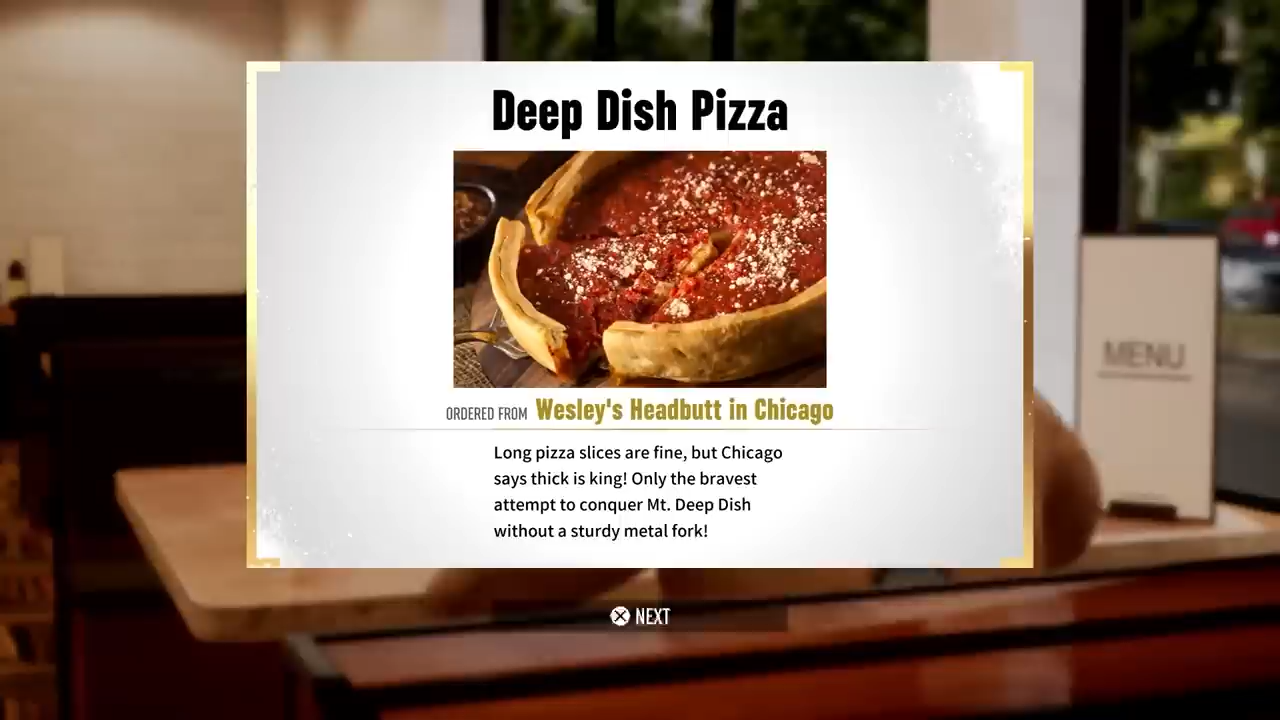 Deep Dish Pizza
ORDERED FROM Wesley's Headbutt in Chicago
Long pizza slices are fine, but Chicago
says thick is king! Only the bravest
attempt to conquer Mt. Deep Dish
without a sturdy metal fork!
MENU
NEXT